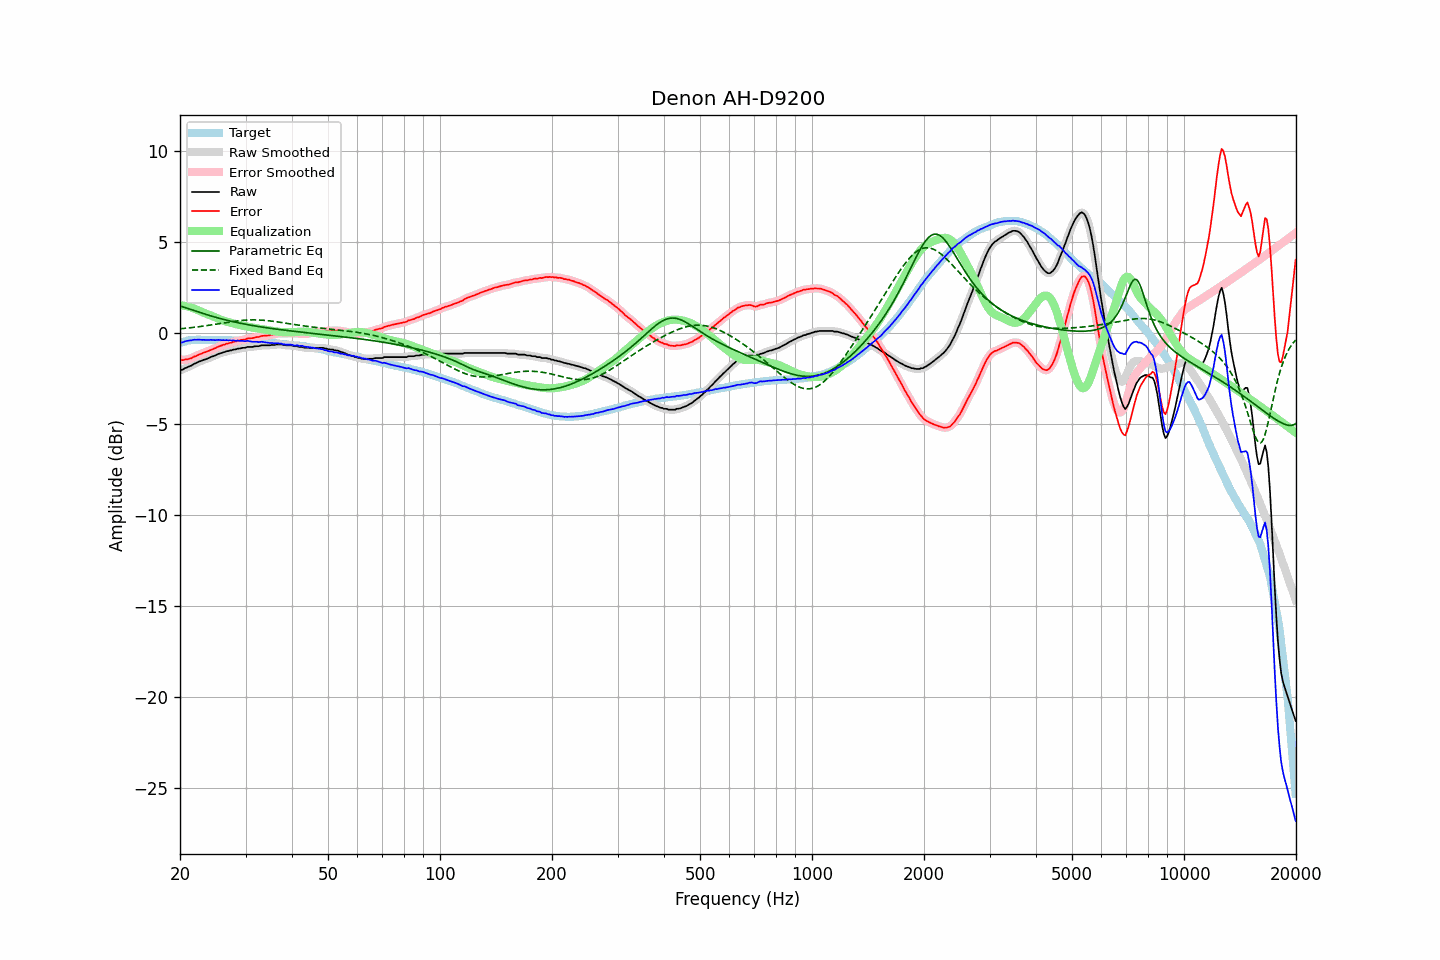 Denon AH-D9200
Target
Raw Smoothed
Error Smoothed
Raw
Error
Equalization
Parametric Eq
Fixed Band Eq
Equalized
10
5
0
−5
−10
−15
−20
−25
Amplitude (dBr)
20 50 100 200 500 1000 2000 5000 10000 20000
Frequency (Hz)